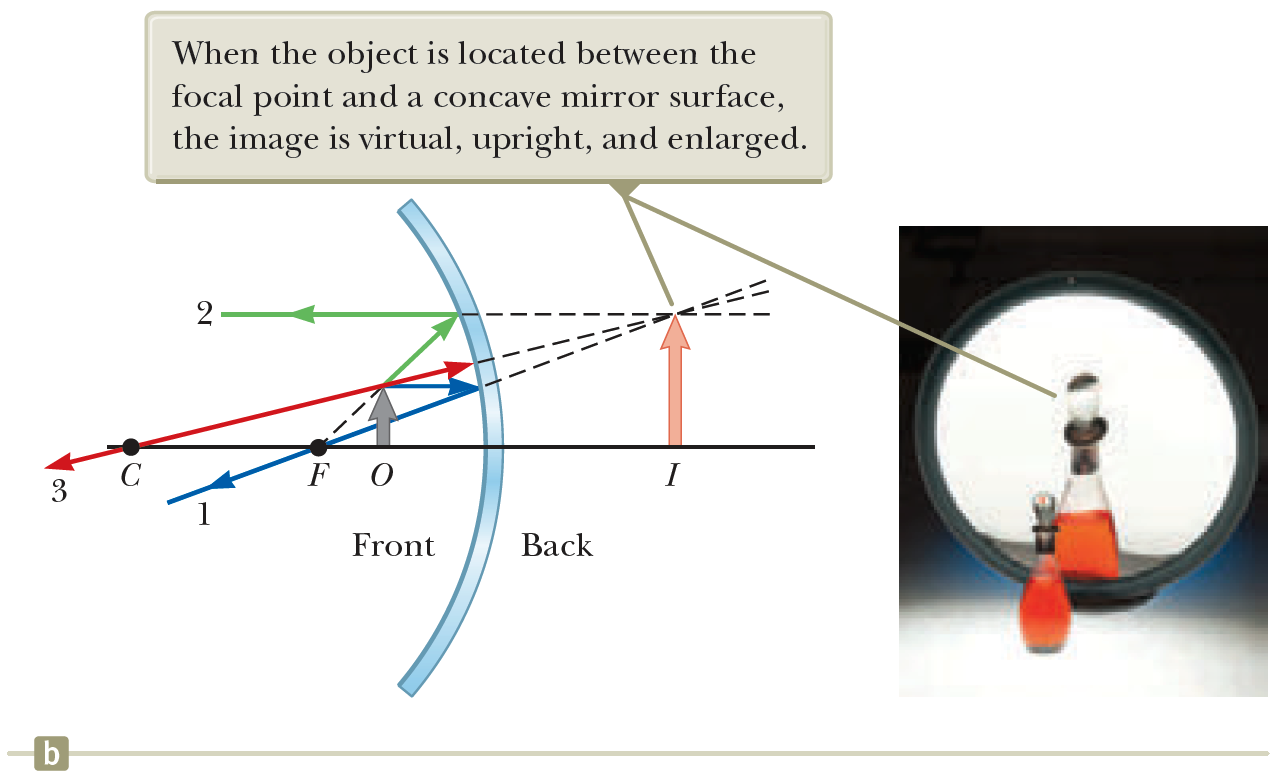 When the object is located between the
focal point and a concave mirror surface,
the image is virtual, upright, and enlarged.
2
C
F
O
I
3
1
Front
Back
b